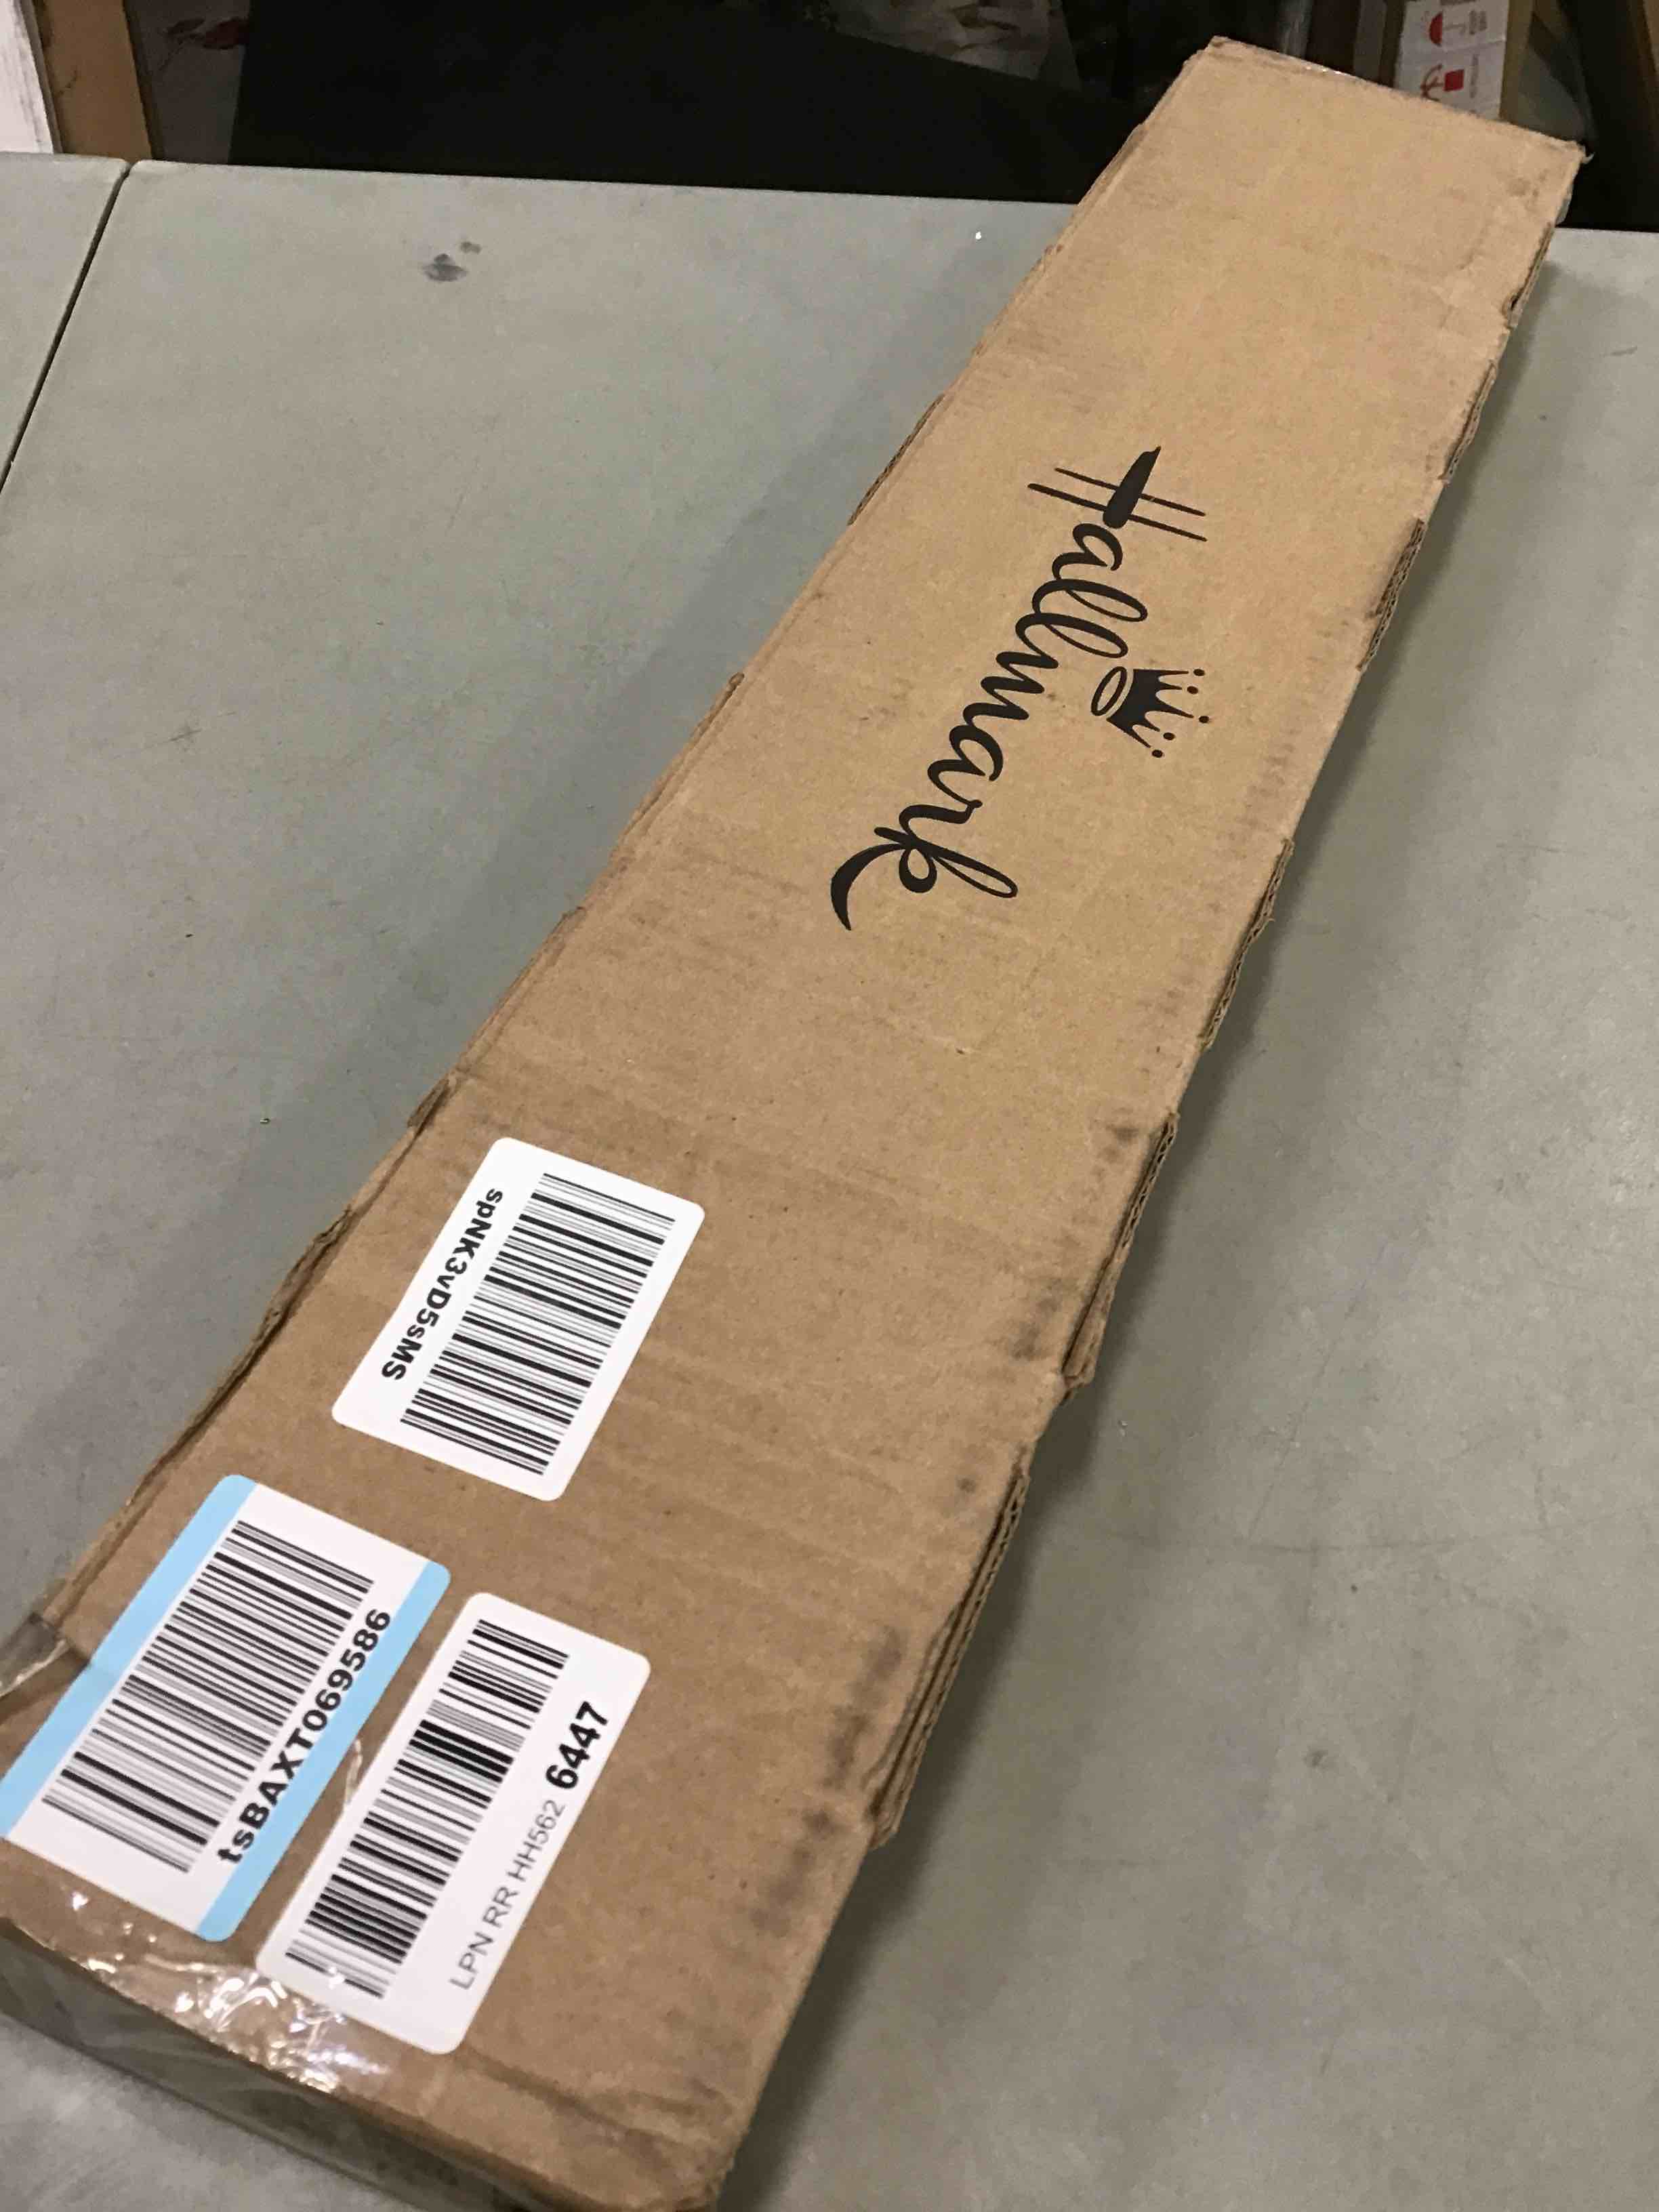 Hallmark
spNK3vD5sMS
tsBAXT069586
LPN RR HH562 6447